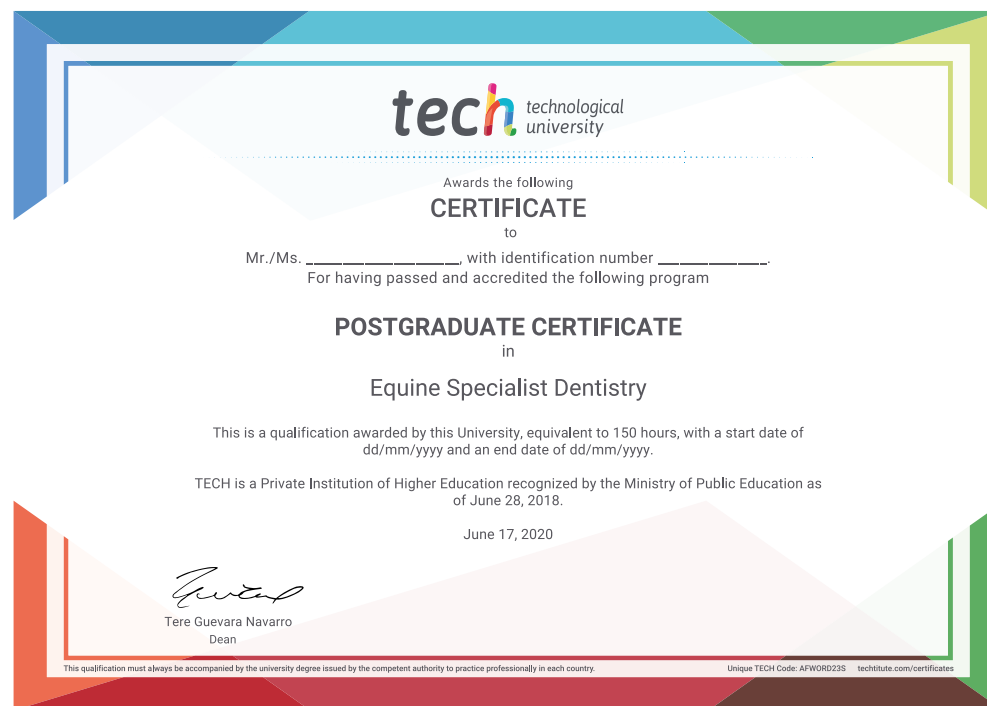 tech technological
university
Awards the following
CERTIFICATE
to
Mr./Ms. ____________________, with identification number ______________.
For having passed and accredited the following program
POSTGRADUATE CERTIFICATE
in
Equine Specialist Dentistry
This is a qualification awarded by this University, equivalent to 150 hours, with a start date of
dd/mm/yyyy and an end date of dd/mm/yyyy.
TECH is a Private Institution of Higher Education recognized by the Ministry of Public Education as
of June 28, 2018.
June 17, 2020
Tere Guevara Navarro
Dean
This qualification must always be accompanied by the university degree issued by the competent authority to practice professionally in each country. Unique TECH Code: AFWORD23S techtitute.com/certificates